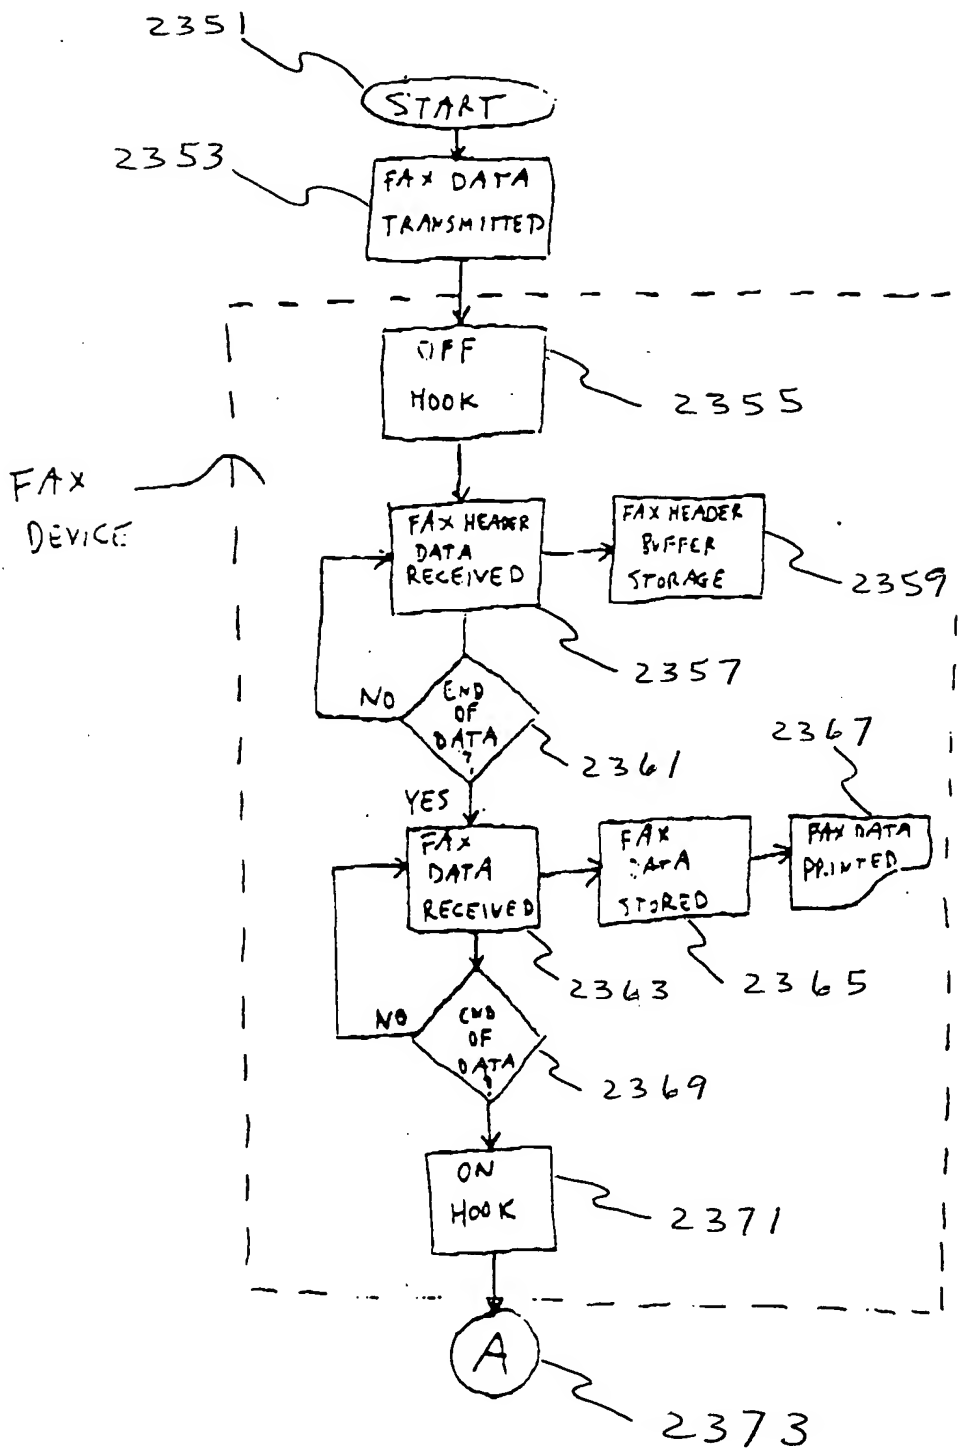 2351
START
2353
FAX DATA
TRANSMITTED
OFF
HOOK
2355
FAX
DEVICE
FAX HEADER
DATA
RECEIVED
FAX HEADER
BUFFER
STORAGE
2359
2357
NO
END
OF
DATA
?
2361
2367
YES
FAX
DATA
RECEIVED
FAX
DATA
STORED
FAX DATA
PRINTED
2363
2365
NO
END
OF
DATA
?
2369
ON
HOOK
2371
A
2373